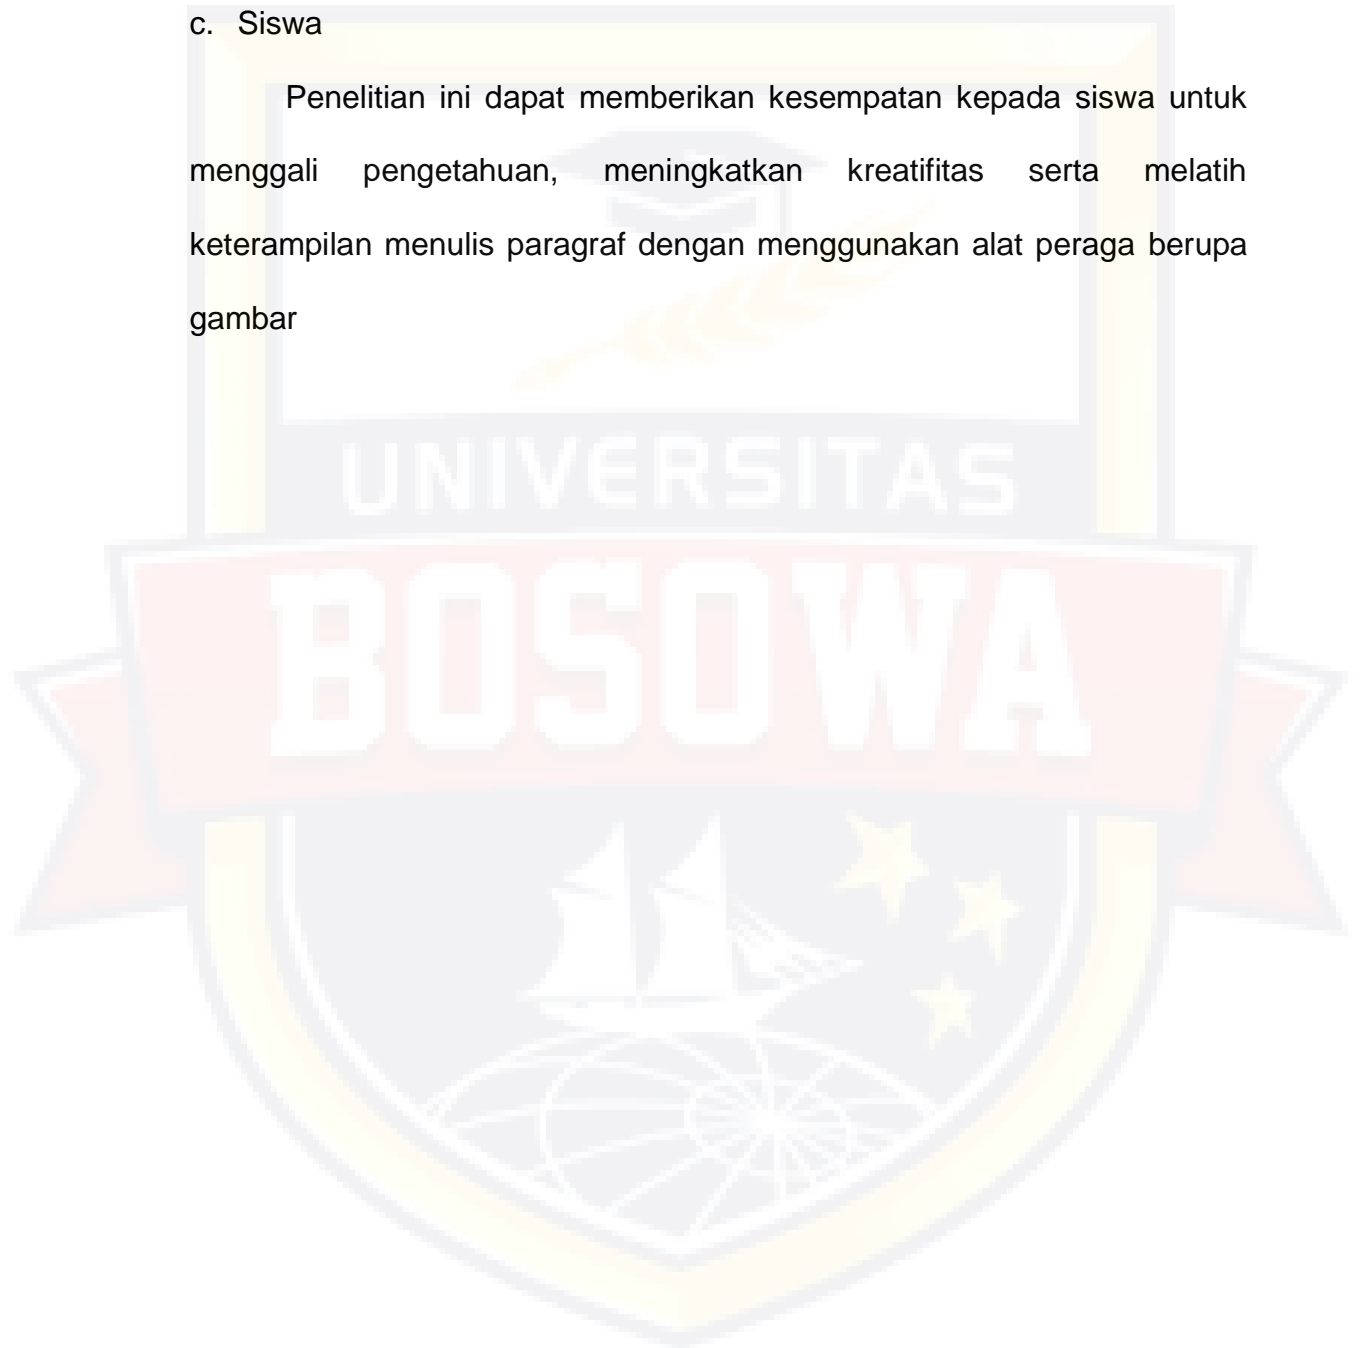 c. Siswa
Penelitian ini dapat memberikan kesempatan kepada siswa untuk
menggali pengetahuan, meningkatkan kreatifitas serta melatih
keterampilan menulis paragraf dengan menggunakan alat peraga berupa
gambar
UNIVERSITAS
BOSOWA